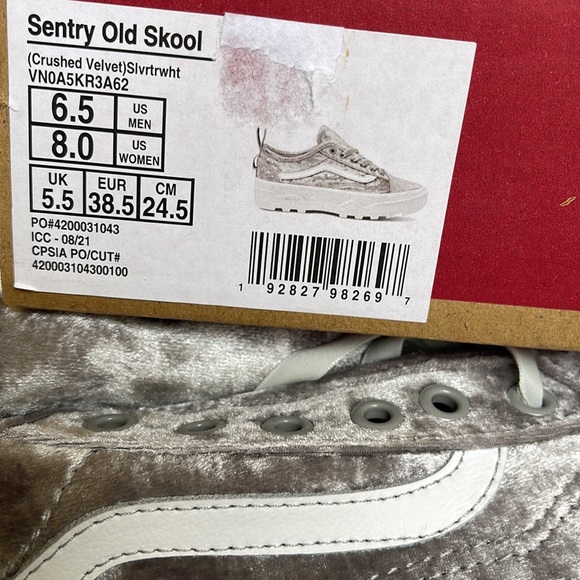 Sentry Old Skool
(Crushed Velvet)Slvrtrwht
VN0A5KR3A62
6.5 US MEN
8.0 US WOMEN
UK EUR CM
5.5 38.5 24.5
PO#4200031043
ICC - 08/21
CPSIA PO/CUT#
420003104300100
1 92827 98269 7